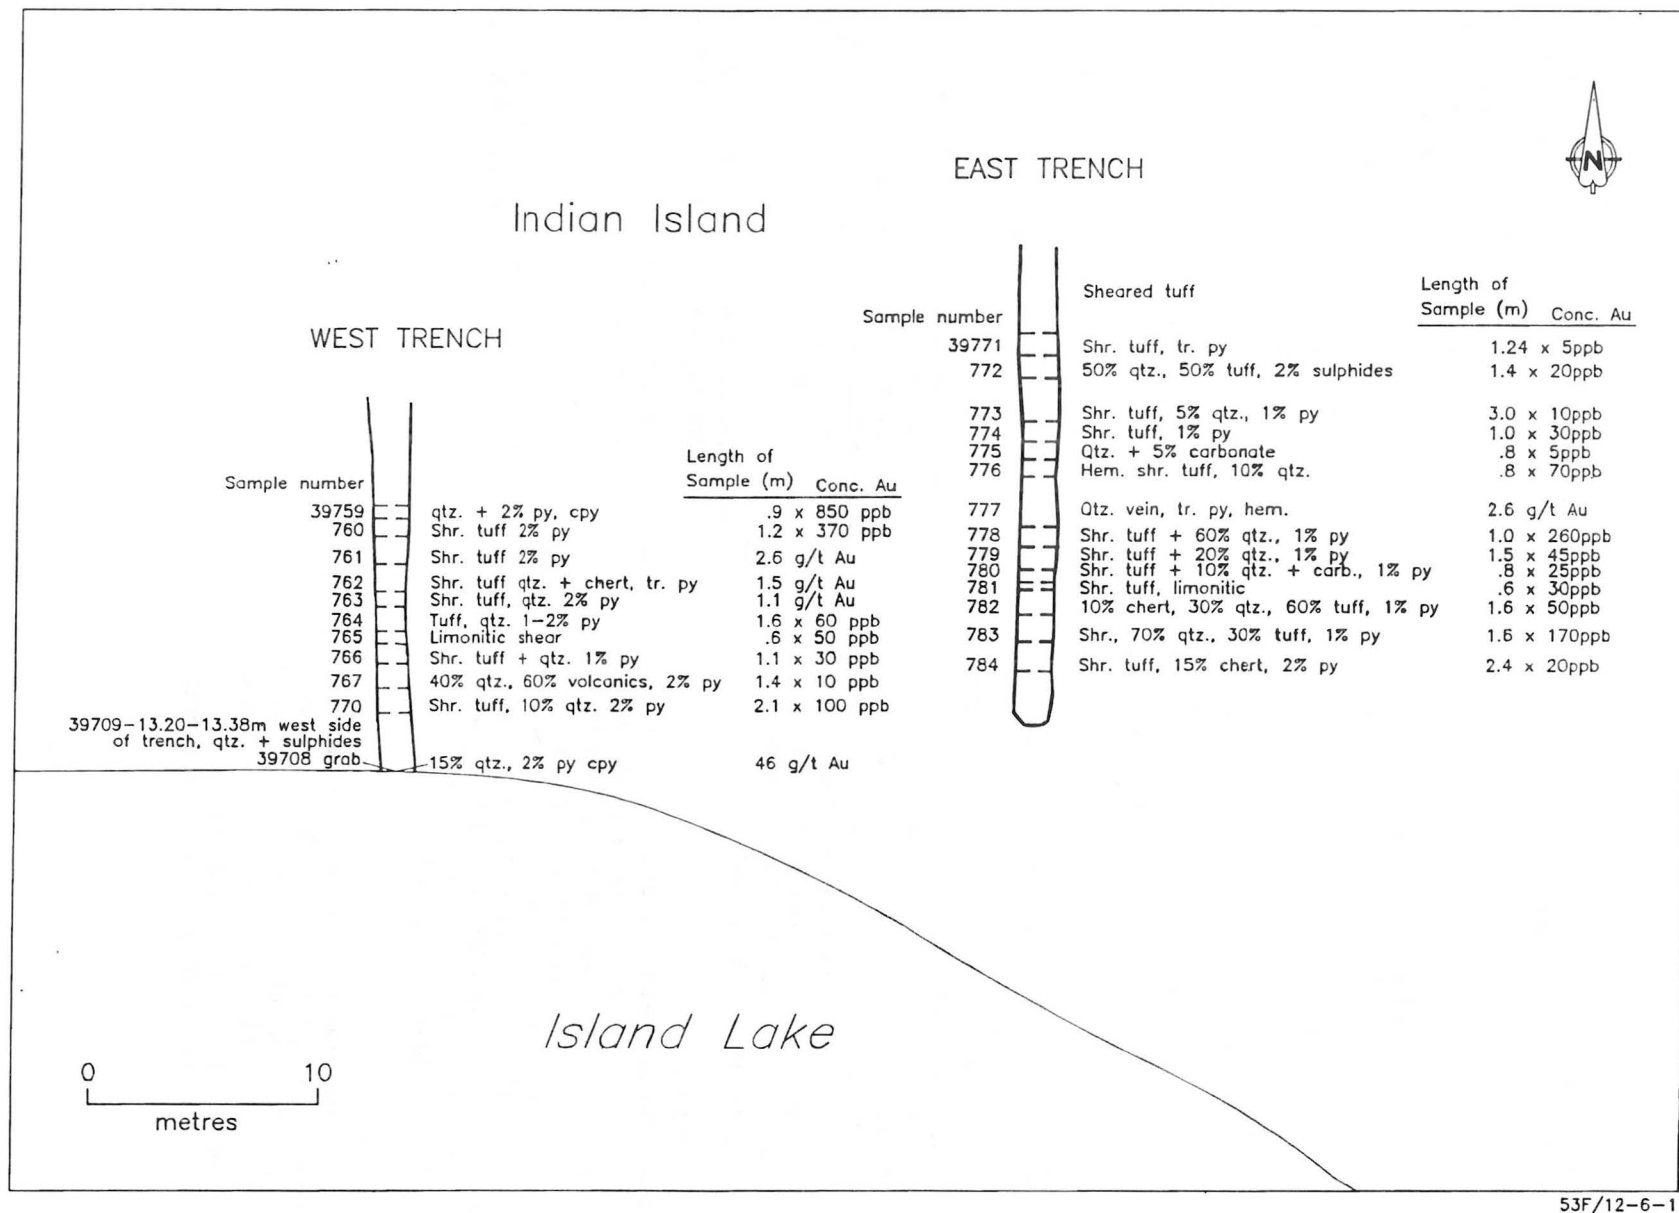 N
EAST TRENCH
Indian Island
Sheared tuff
Length of
Sample (m) Conc. Au
Sample number
39771 Shr. tuff, tr. py 1.24 x 5ppb
772 50% qtz., 50% tuff, 2% sulphides 1.4 x 20ppb
773 Shr. tuff, 5% qtz., 1% py 3.0 x 10ppb
774 Shr. tuff, 1% py 1.0 x 30ppb
775 Qtz. + 5% carbonate .8 x 5ppb
776 Hem. shr. tuff, 10% qtz. .8 x 70ppb
777 Qtz. vein, tr. py, hem. 2.6 g/t Au
778 Shr. tuff + 60% qtz., 1% py 1.0 x 260ppb
779 Shr. tuff + 20% qtz., 1% py 1.5 x 45ppb
780 Shr. tuff + 10% qtz. + carb., 1% py .8 x 25ppb
781 Shr. tuff, limonitic .6 x 30ppb
782 10% chert, 30% qtz., 60% tuff, 1% py 1.6 x 50ppb
783 Shr., 70% qtz., 30% tuff, 1% py 1.6 x 170ppb
784 Shr. tuff, 15% chert, 2% py 2.4 x 20ppb
WEST TRENCH
Length of
Sample (m) Conc. Au
Sample number
39759 qtz. + 2% py, cpy .9 x 850 ppb
760 Shr. tuff 2% py 1.2 x 370 ppb
761 Shr. tuff 2% py 2.6 g/t Au
762 Shr. tuff qtz. + chert, tr. py 1.5 g/t Au
763 Shr. tuff, qtz. 2% py 1.1 g/t Au
764 Tuff, qtz. 1-2% py 1.6 x 60 ppb
765 Limonitic shear .6 x 50 ppb
766 Shr. tuff + qtz. 1% py 1.1 x 30 ppb
767 40% qtz., 60% volcanics, 2% py 1.4 x 10 ppb
770 Shr. tuff, 10% qtz. 2% py 2.1 x 100 ppb
39709-13.20-13.38m west side
of trench, qtz. + sulphides
39708 grab 15% qtz., 2% py cpy 46 g/t Au
Island Lake
0 10
metres
53F/12-6-1